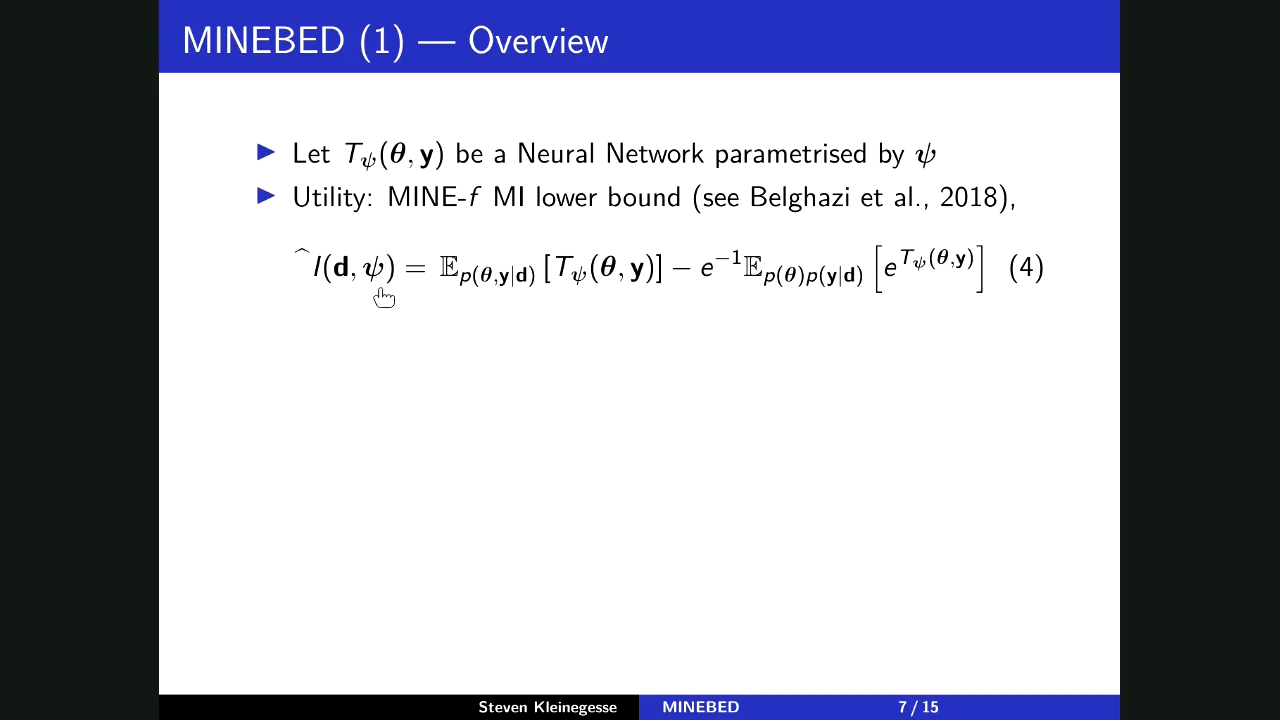 MINEBED (1) — Overview
▶ Let T_ψ(θ, y) be a Neural Network parametrised by ψ
▶ Utility: MINE-f MI lower bound (see Belghazi et al., 2018),
Î(d, ψ) = 𝔼_{p(θ,y|d)} [T_ψ(θ, y)] − e^{−1}𝔼_{p(θ)p(y|d)} [e^{T_ψ(θ,y)}] (4)
Steven Kleinegesse MINEBED 7 / 15